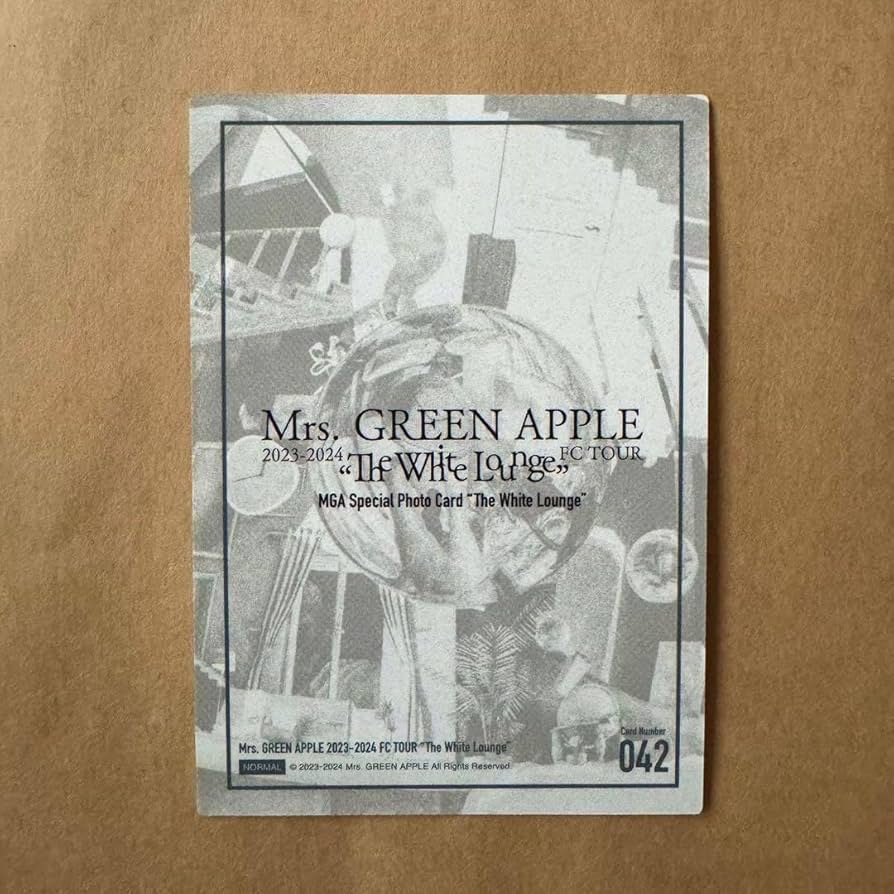 Mrs. GREEN APPLE
2023-2024 “The White Lounge” FC TOUR
MGA Special Photo Card “The White Lounge”
Mrs. GREEN APPLE 2023-2024 FC TOUR “The White Lounge”
NORMAL © 2023-2024 Mrs. GREEN APPLE All Rights Reserved.
Card Number
042